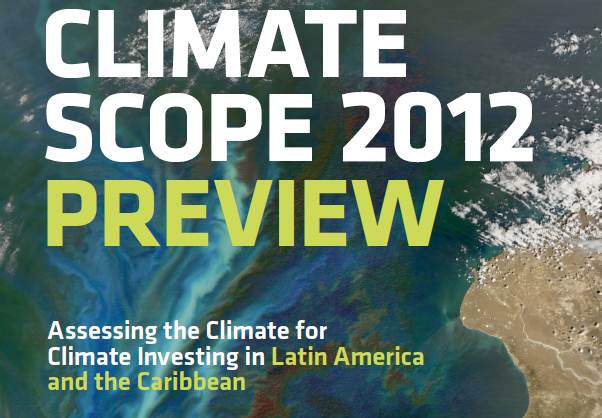 CLIMATE
SCOPE 2012
PREVIEW
Assessing the Climate for
Climate Investing in Latin America
and the Caribbean